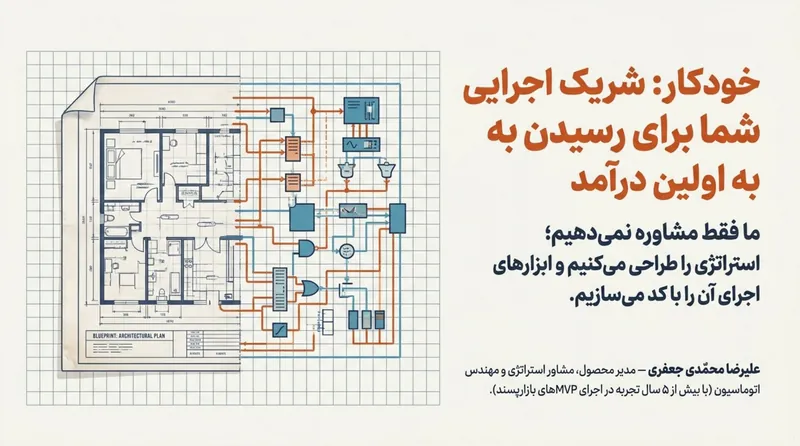 خودکار: شریک اجرایی
شما برای رسیدن به
به اولین درآمد
ما فقط مشاوره نمی‌دهیم؛
استراتژی را طراحی می‌کنیم و ابزارهای
اجرای آن را با کد می‌سازیم.
علیرضا محمّدی جعفری – مدیر محصول، مشاور استراتژی و مهندس
اتوماسیون (با بیش از ۵ سال تجربه در اجرای MVPهای بازارپسند).
BLUEPRINT: ARCHITECTURAL PLAN